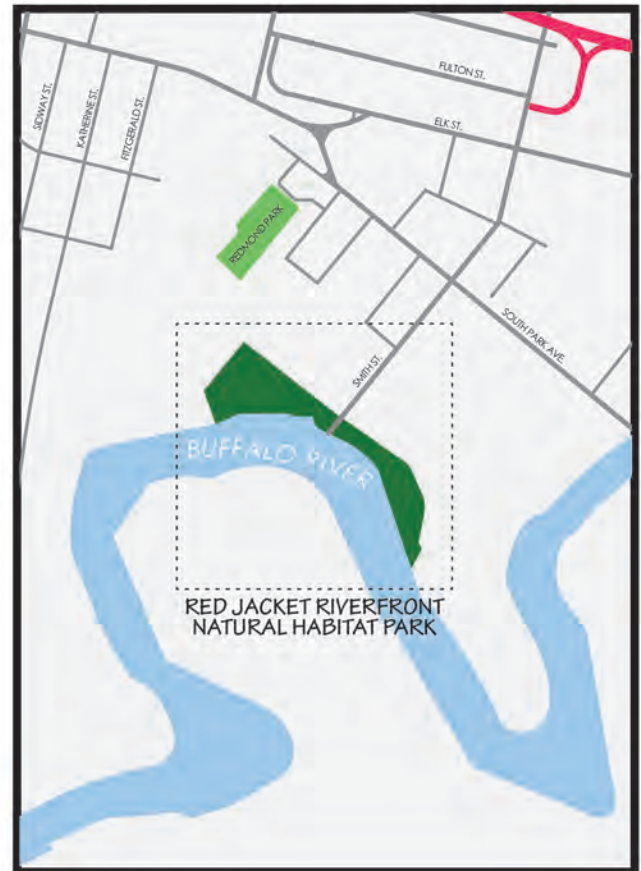 FULTON ST.
ELK ST.
SIDWAY ST.
KATHERINE ST.
FITZGERALD ST.
REDMOND PARK
SOUTH PARK AVE.
SMITH ST.
BUFFALO RIVER
RED JACKET RIVERFRONT
NATURAL HABITAT PARK